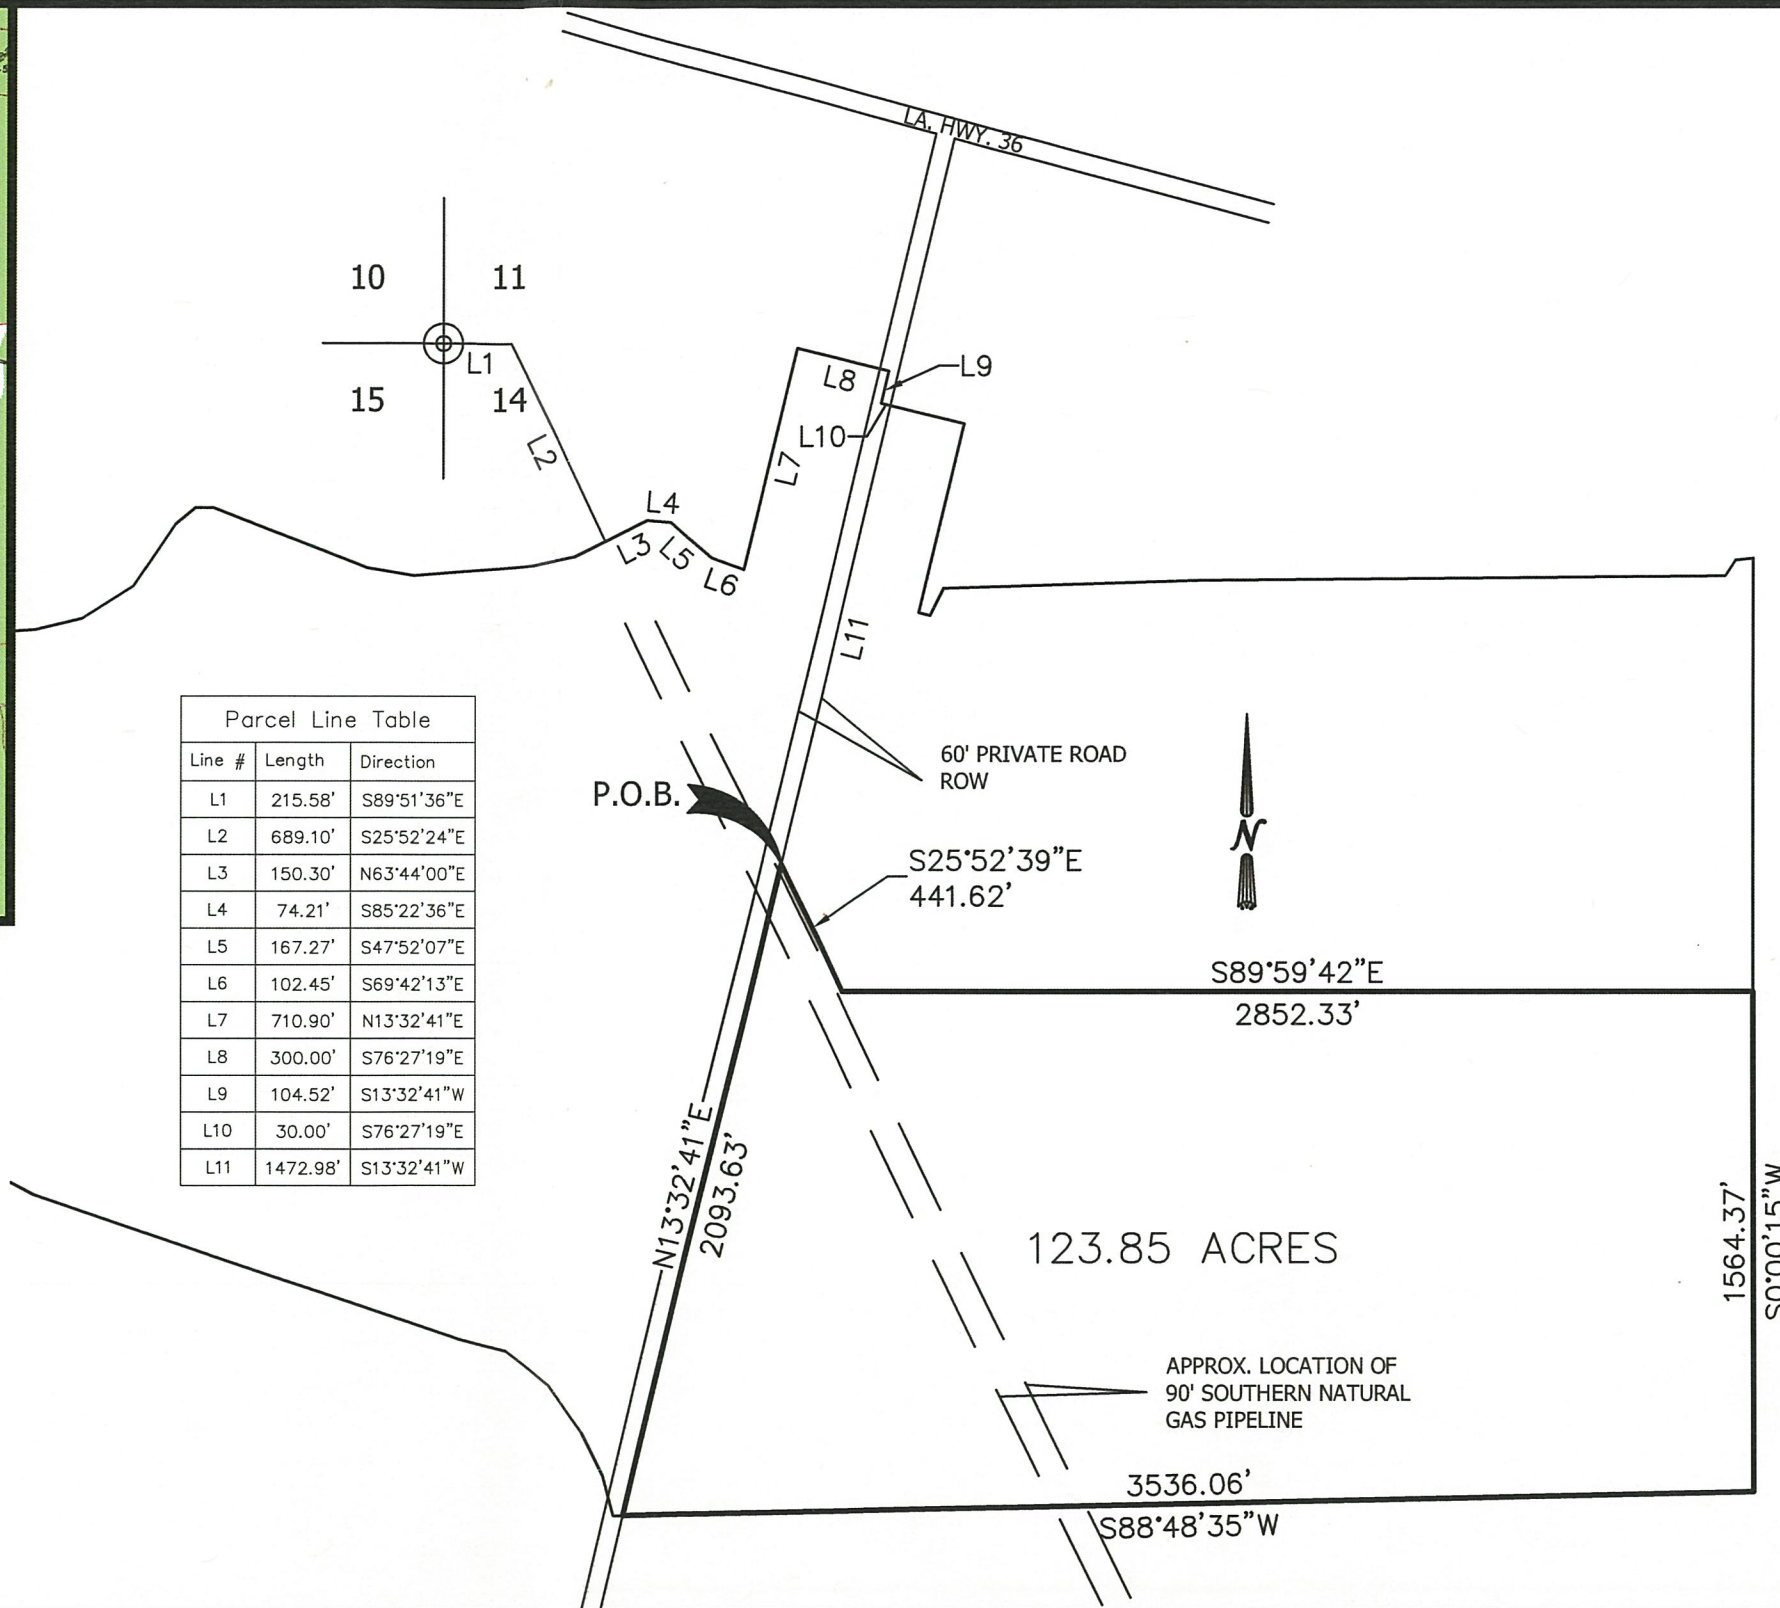 LA. HWY. 36
10
11
L1
15
14
L2
L8
L9
L10
L7
L4
L3
L5
L6
L11
Parcel Line Table
Line # Length Direction
L1 215.58' S89°51'36"E
L2 689.10' S25°52'24"E
L3 150.30' N63°44'00"E
L4 74.21' S85°22'36"E
L5 167.27' S47°52'07"E
L6 102.45' S69°42'13"E
L7 710.90' N13°32'41"E
L8 300.00' S76°27'19"E
L9 104.52' S13°32'41"W
L10 30.00' S76°27'19"E
L11 1472.98' S13°32'41"W
60' PRIVATE ROAD
ROW
P.O.B.
N
S25°52'39"E
441.62'
S89°59'42"E
2852.33'
N13°32'41"E
2093.63'
123.85 ACRES
1564.37'
S0°00'15"W
APPROX. LOCATION OF
90' SOUTHERN NATURAL
GAS PIPELINE
3536.06'
S88°48'35"W